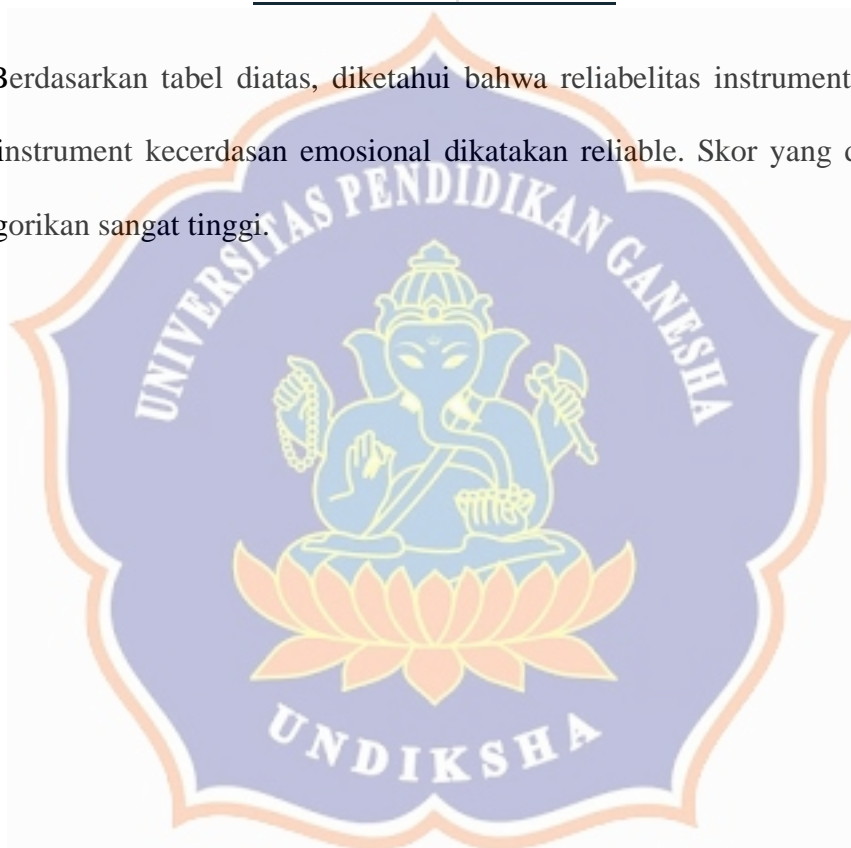 Berdasarkan tabel diatas, diketahui bahwa reliabelitas instrument
instrument kecerdasan emosional dikatakan reliable. Skor yang
gorikan sangat tinggi.
UNIVERSITAS PENDIDIKAN GANESHA
UNDIKSHA